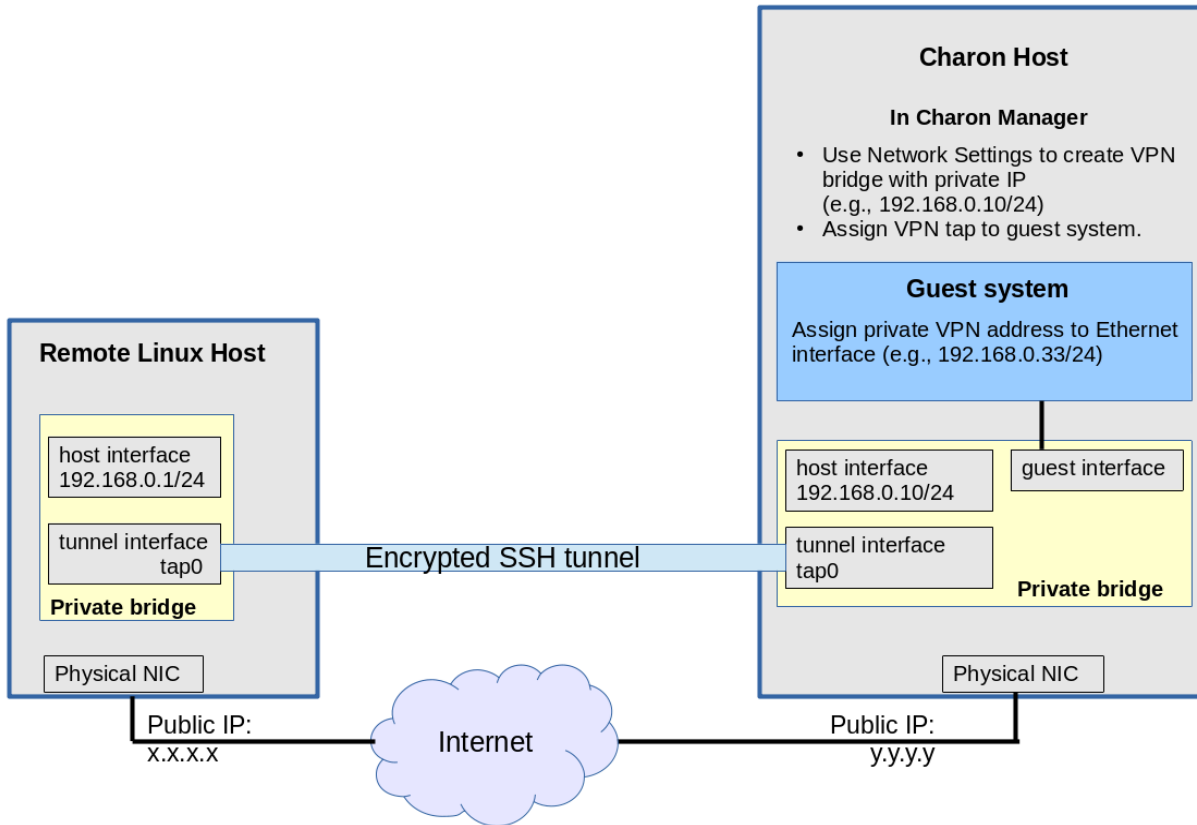 Charon Host
In Charon Manager
• Use Network Settings to create VPN
bridge with private IP
(e.g., 192.168.0.10/24)
• Assign VPN tap to guest system.
Guest system
Assign private VPN address to Ethernet
interface (e.g., 192.168.0.33/24)
Remote Linux Host
host interface
192.168.0.1/24
tunnel interface
tap0
Private bridge
Physical NIC
Encrypted SSH tunnel
host interface
192.168.0.10/24
guest interface
tunnel interface
tap0
Private bridge
Physical NIC
Public IP:
x.x.x.x
Internet
Public IP:
y.y.y.y